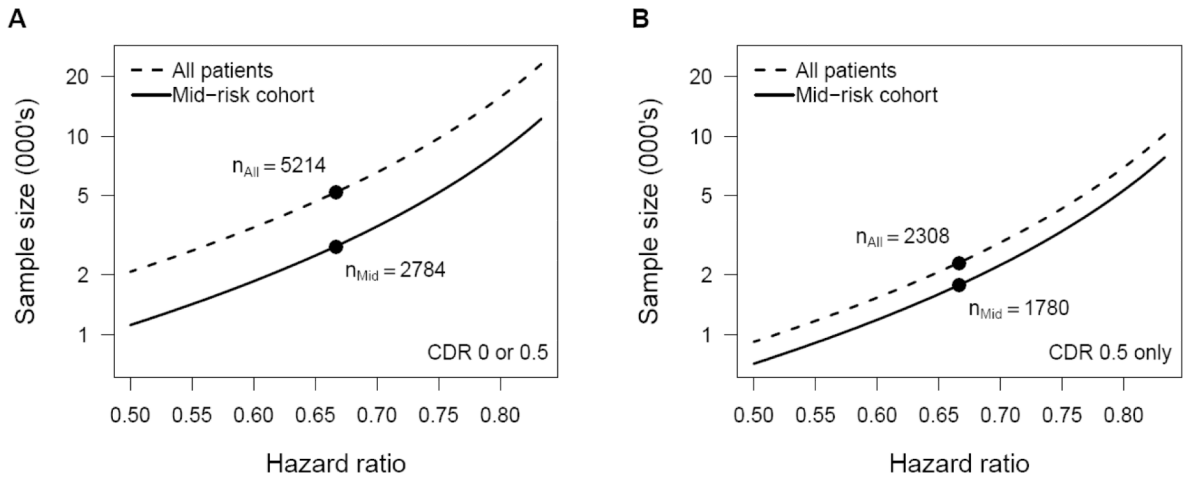 A
Sample size (000's)
20
10
5
2
1
All patients
Mid−risk cohort
nAll = 5214
nMid = 2784
CDR 0 or 0.5
0.50 0.55 0.60 0.65 0.70 0.75 0.80
Hazard ratio
B
Sample size (000's)
20
10
5
2
1
All patients
Mid−risk cohort
nAll = 2308
nMid = 1780
CDR 0.5 only
0.50 0.55 0.60 0.65 0.70 0.75 0.80
Hazard ratio